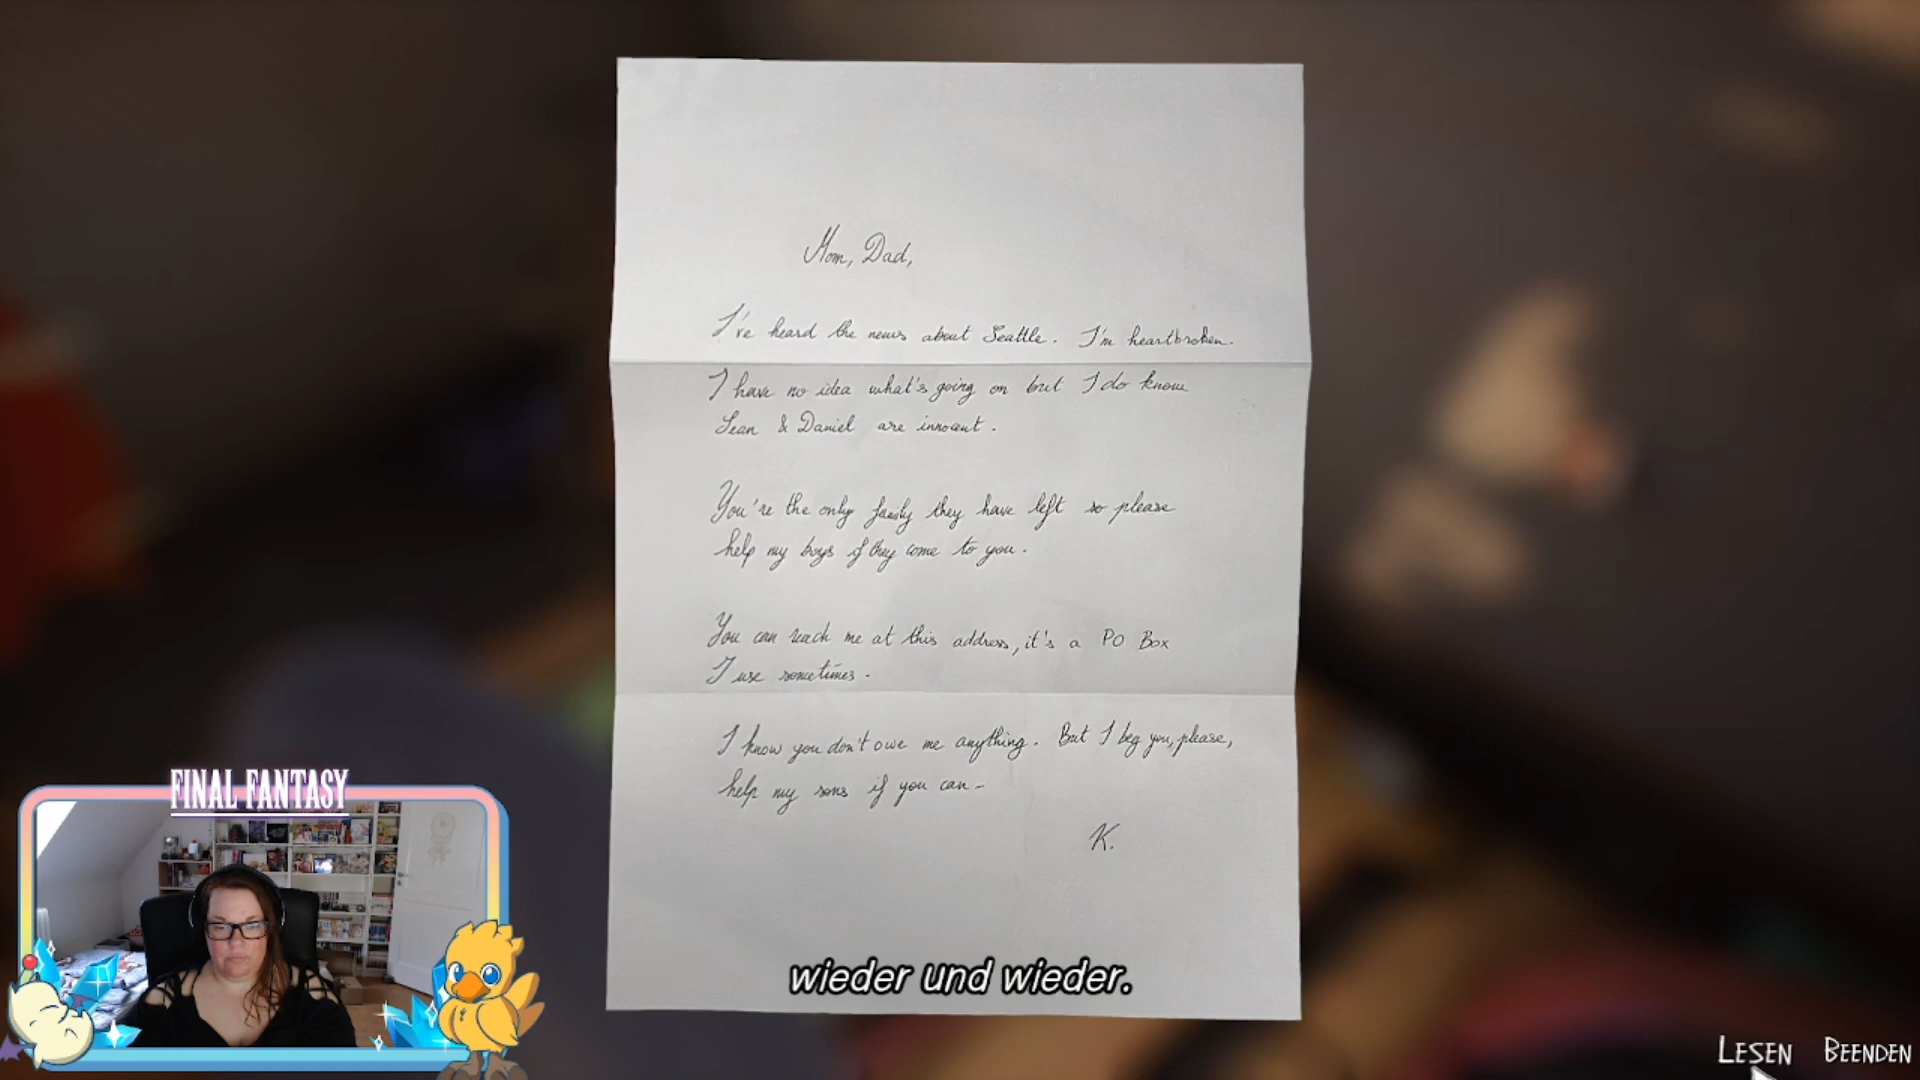 Mom, Dad,
I've heard the news about Seattle. I'm heartbroken.
I have no idea what's going on but I do know
Sean & Daniel are innocent.
You're the only family they have left so please
help my boys if they come to you.
You can reach me at this address, it's a PO Box
I use sometimes.
I know you don't owe me anything. But I beg you, please,
help my sons if you can-
K.
FINAL FANTASY
wieder und wieder.
LESEN BEENDEN